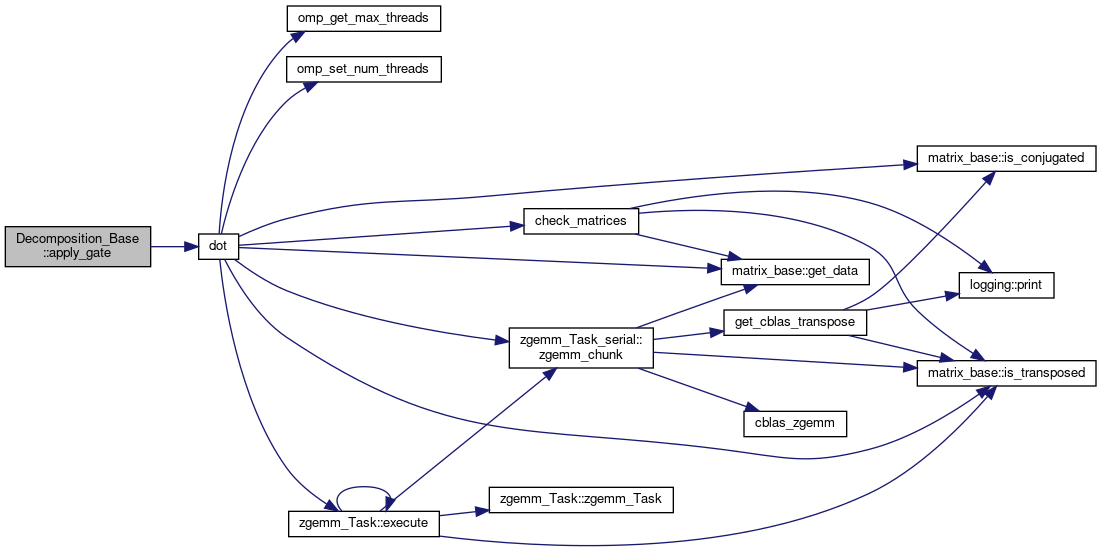 Decomposition_Base
::apply_gate
dot
omp_get_max_threads
omp_set_num_threads
check_matrices
zgemm_Task_serial::
zgemm_chunk
zgemm_Task::execute
zgemm_Task::zgemm_Task
matrix_base::get_data
get_cblas_transpose
cblas_zgemm
matrix_base::is_conjugated
logging::print
matrix_base::is_transposed